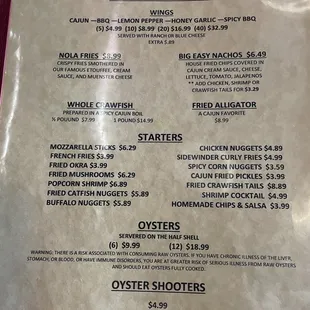 WINGS
CAJUN —BBQ —LEMON PEPPER —HONEY GARLIC —SPICY BBQ
(5) $4.99 (10) $8.99 (20) $16.99 (40) $32.99
SERVED WITH RANCH OR BLUE CHEESE
EXTRA $.89
NOLA FRIES $8.99
CRISPY FRIES SMOTHERED IN
OUR FAMOUS ETOUFFEE, CREAM
SAUCE, AND MUENSTER CHEESE
BIG EASY NACHOS $6.49
HOUSE FRIED CHIPS COVERED IN
CAJUN CREAM SAUCE, CHEESE,
LETTUCE, TOMATO, JALAPENOS
** ADD CHICKEN, SHRIMP OR
CRAWFISH TAILS FOR $3.29
WHOLE CRAWFISH
PREPARED IN A SPICY CAJUN BOIL
½ POUND $7.99 1 POUND $14.99
FRIED ALLIGATOR
A CAJUN FAVORITE
$8.99
STARTERS
MOZZARELLA STICKS $6.29
FRENCH FRIES $3.99
FRIED OKRA $3.99
FRIED MUSHROOMS $6.29
POPCORN SHRIMP $6.89
FRIED CATFISH NUGGETS $5.89
BUFFALO NUGGETS $5.89
CHICKEN NUGGETS $4.89
SIDEWINDER CURLY FRIES $4.99
SPICY CORN NUGGETS $3.59
CAJUN FRIED PICKLES $3.99
FRIED CRAWFISH TAILS $8.89
SHRIMP COCKTAIL $4.99
HOMEMADE CHIPS & SALSA $3.99
OYSTERS
SERVERED ON THE HALF SHELL
(6) $9.99 (12) $18.99
WARNING: THERE IS A RISK ASSOCIATED WITH CONSUMING RAW OYSTERS. IF YOU HAVE CHRONIC ILLNESS OF THE LIVER,
STOMACH, OR BLOOD, OR HAVE IMMUNE DISORDERS, YOU ARE AT GREATER RISK OF SERIOUS ILLNESS FROM RAW OYSTERS
AND SHOULD EAT OYSTERS FULLY COOKED.
OYSTER SHOOTERS
$4.99